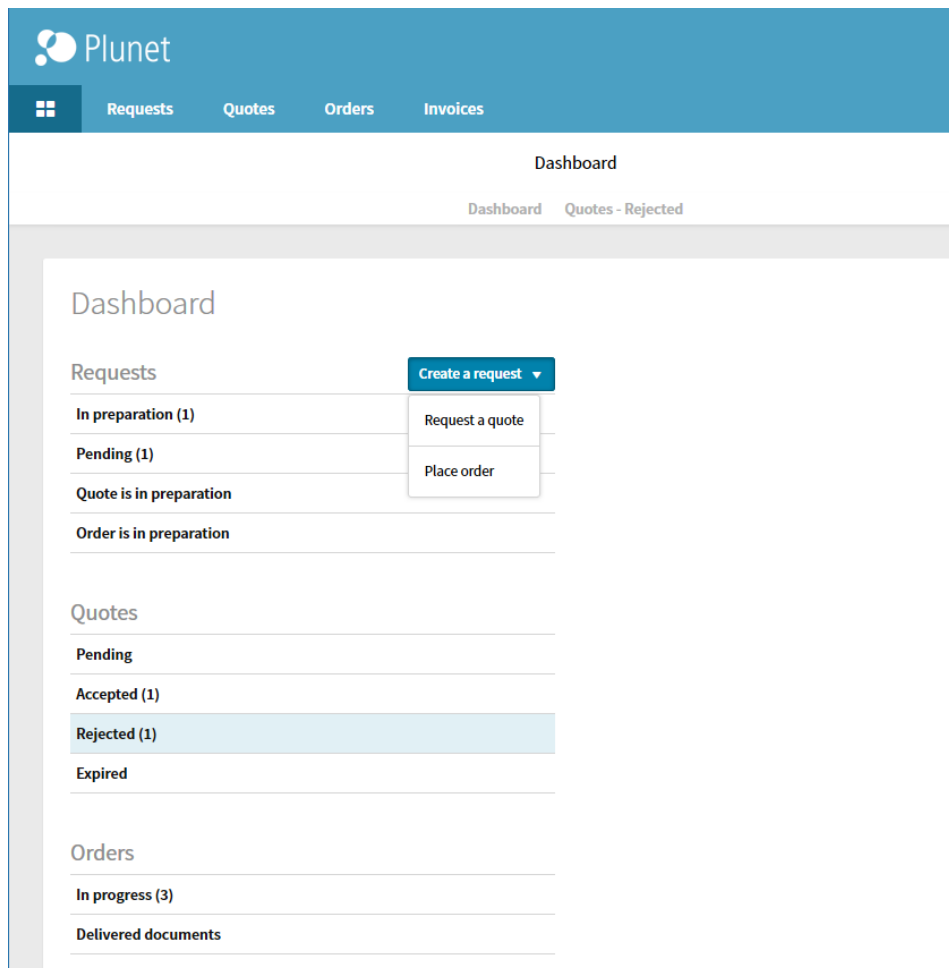 Plunet
Requests Quotes Orders Invoices
Dashboard
Dashboard Quotes - Rejected
Dashboard
Requests Create a request
In preparation (1) Request a quote
Pending (1)
Place order
Quote is in preparation
Order is in preparation
Quotes
Pending
Accepted (1)
Rejected (1)
Expired
Orders
In progress (3)
Delivered documents